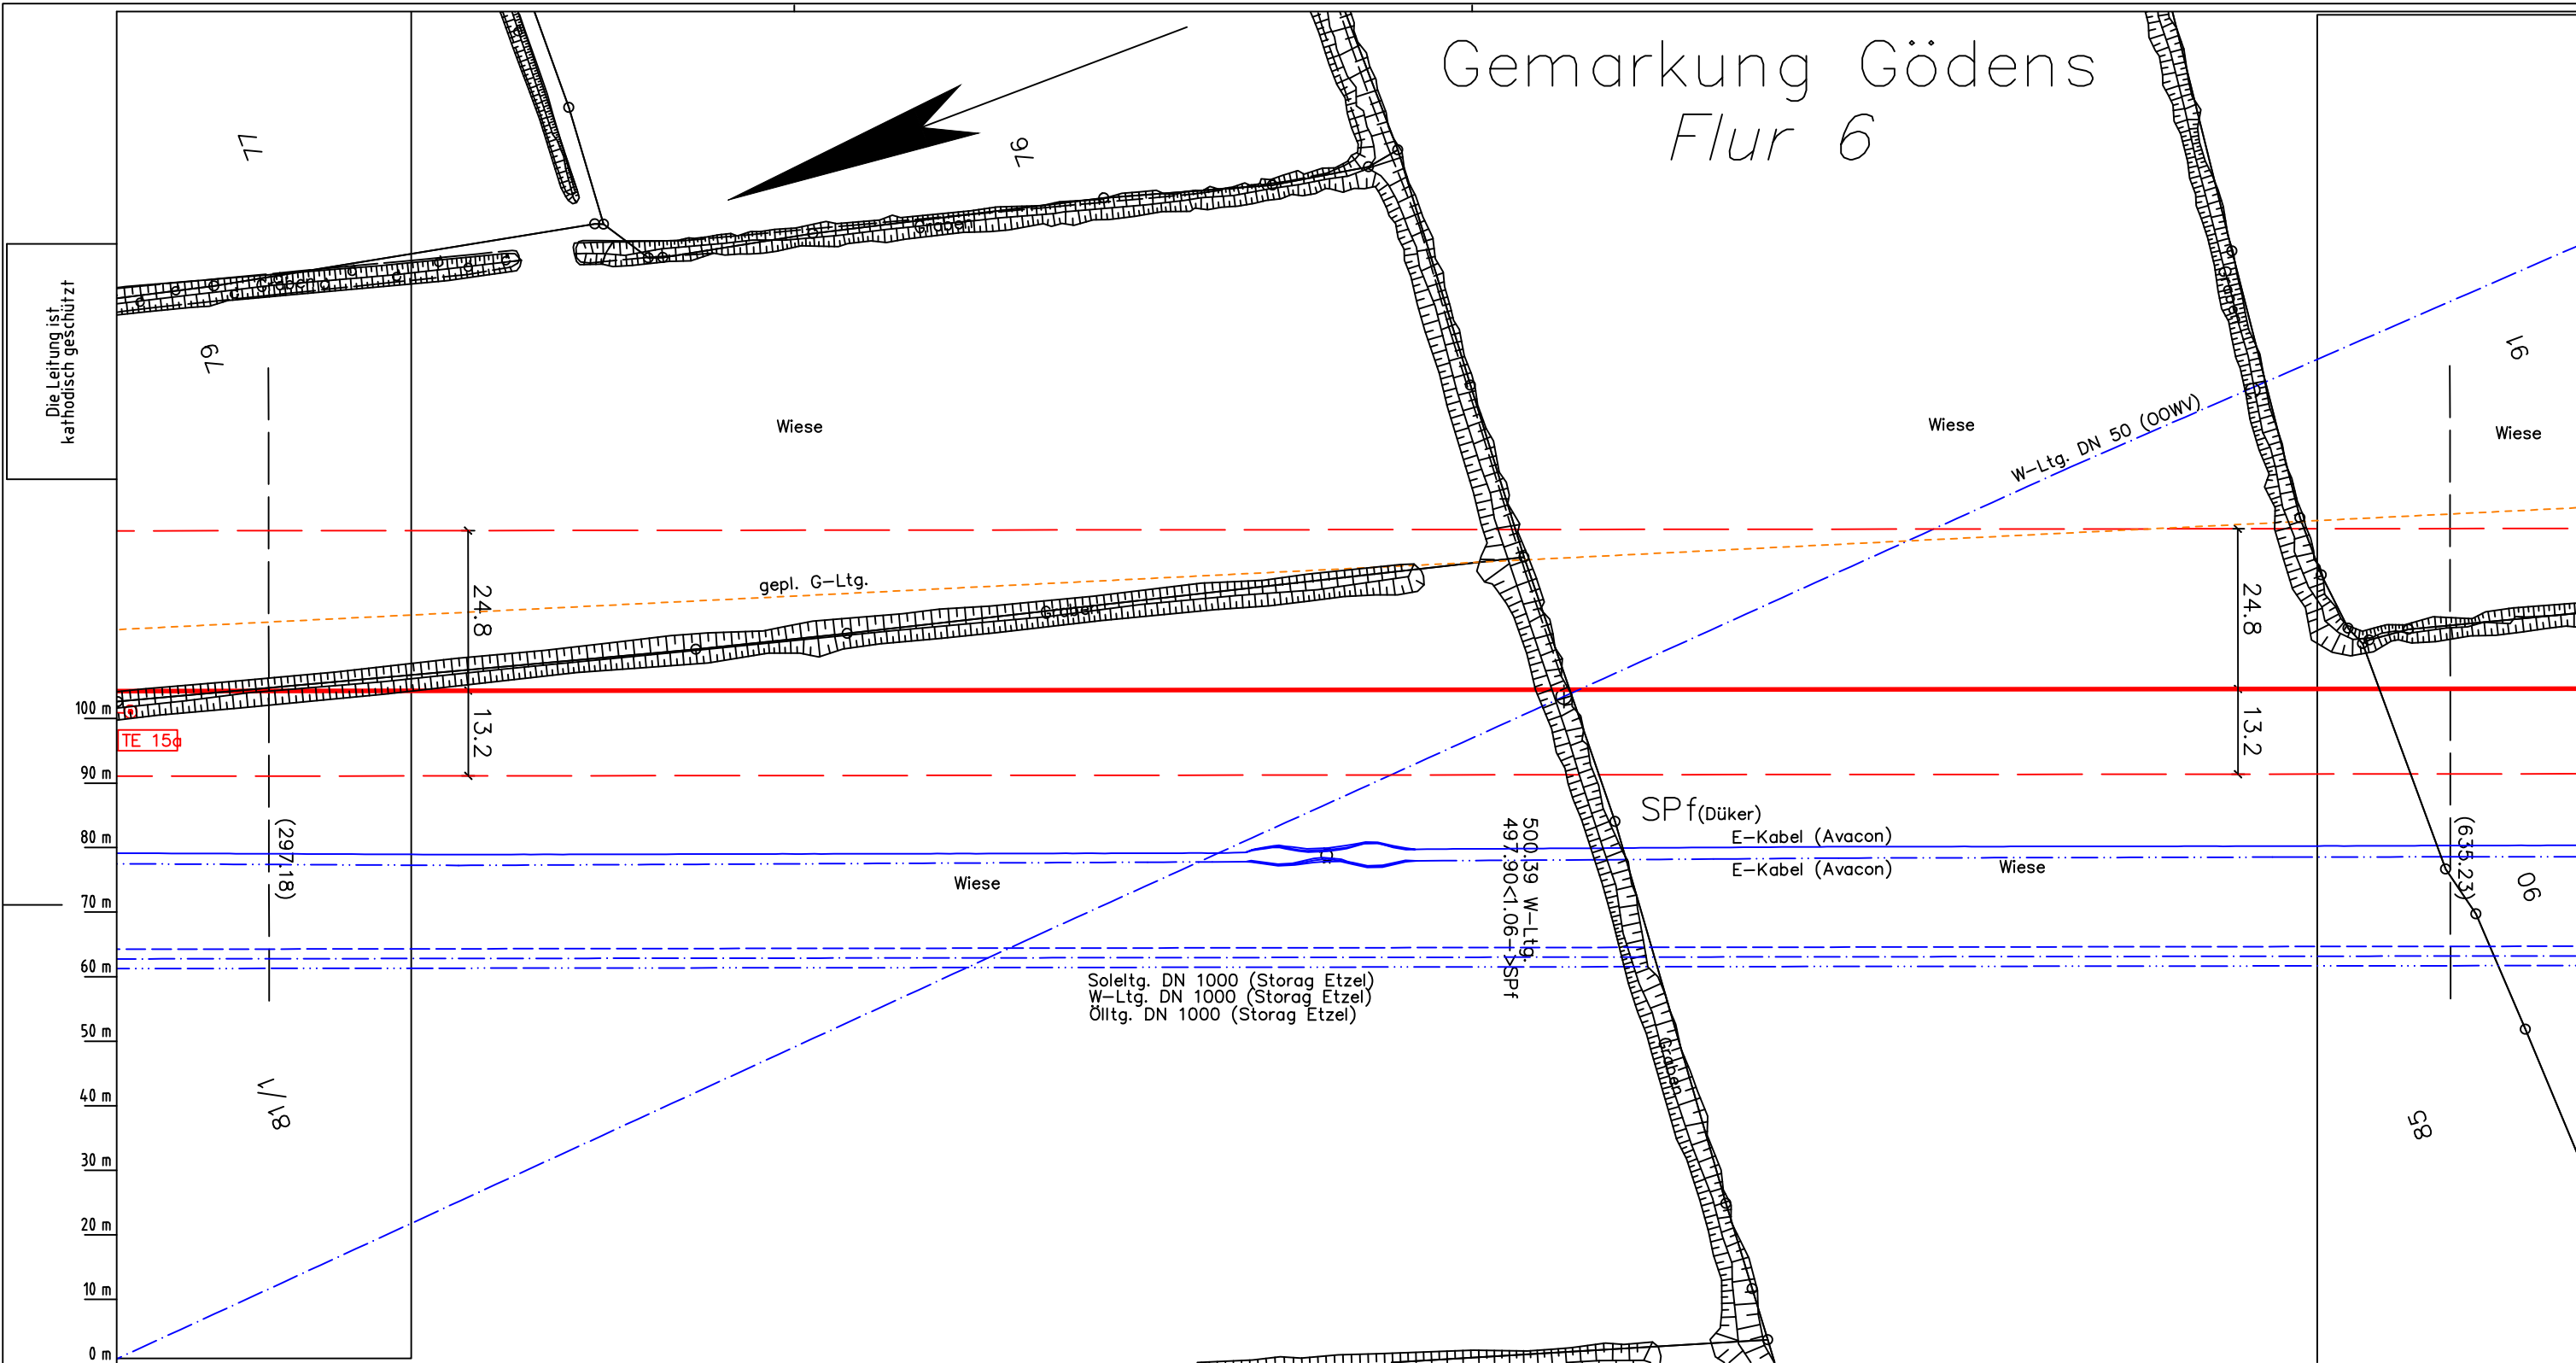 Gemarkung Gödens
Flur 6
77
76
Graben
Graben
Graben
Die Leitung ist
kathodisch geschützt
79
91
Wiese
Wiese
Wiese
W-Ltg. DN 50 (OOWV)
gepl. G-Ltg.
24.8
24.8
Graben
13.2
13.2
100 m
TE 15a
90 m
SPf(Düker)
80 m
E-Kabel (Avacon)
E-Kabel (Avacon)
(297.18)
500.39 W-Ltg.
497.90<1.06->SPf
(635.23)
Wiese
Wiese
90
70 m
60 m
Soleltg. DN 1000 (Storag Etzel)
W-Ltg. DN 1000 (Storag Etzel)
Ölltg. DN 1000 (Storag Etzel)
50 m
Graben
40 m
81/1
85
30 m
20 m
10 m
0 m